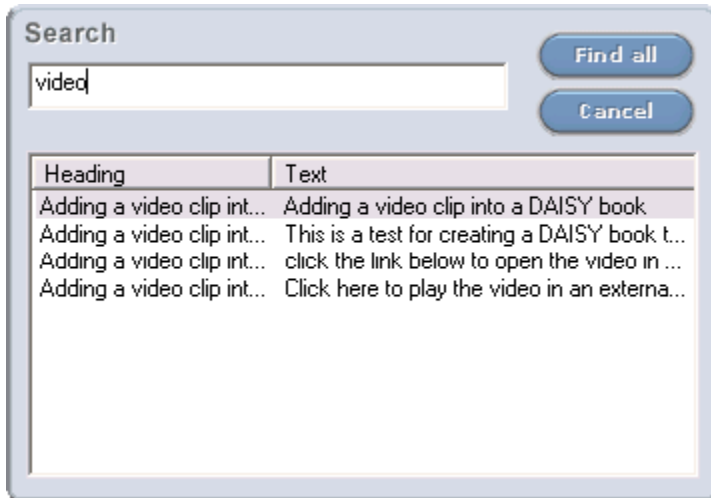 Search
Find all
video
Cancel
Heading Text
Adding a video clip int... Adding a video clip into a DAISY book
Adding a video clip int... This is a test for creating a DAISY book t...
Adding a video clip int... click the link below to open the video in ...
Adding a video clip int... Click here to play the video in an externa...